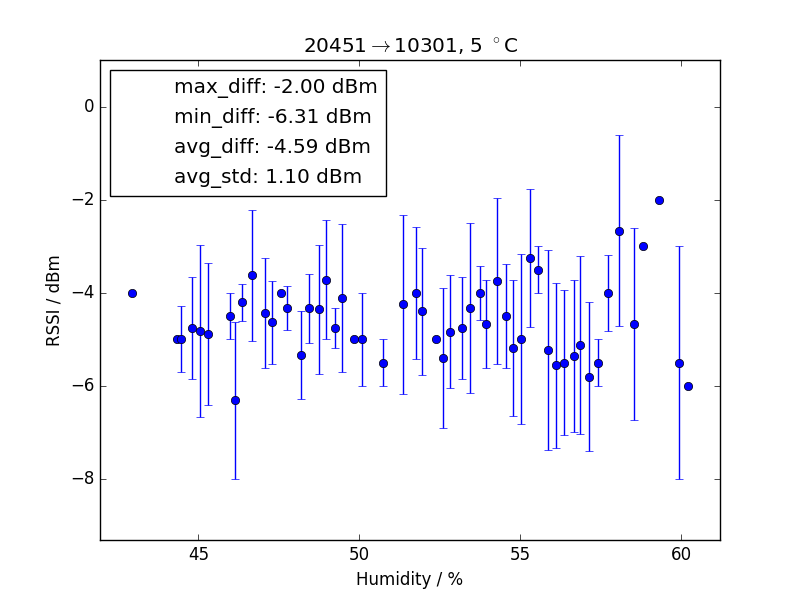 20451→10301, 5 °C
max_diff: -2.00 dBm
min_diff: -6.31 dBm
avg_diff: -4.59 dBm
avg_std: 1.10 dBm
0
−2
−4
−6
−8
RSSI / dBm
45 50 55 60
Humidity / %